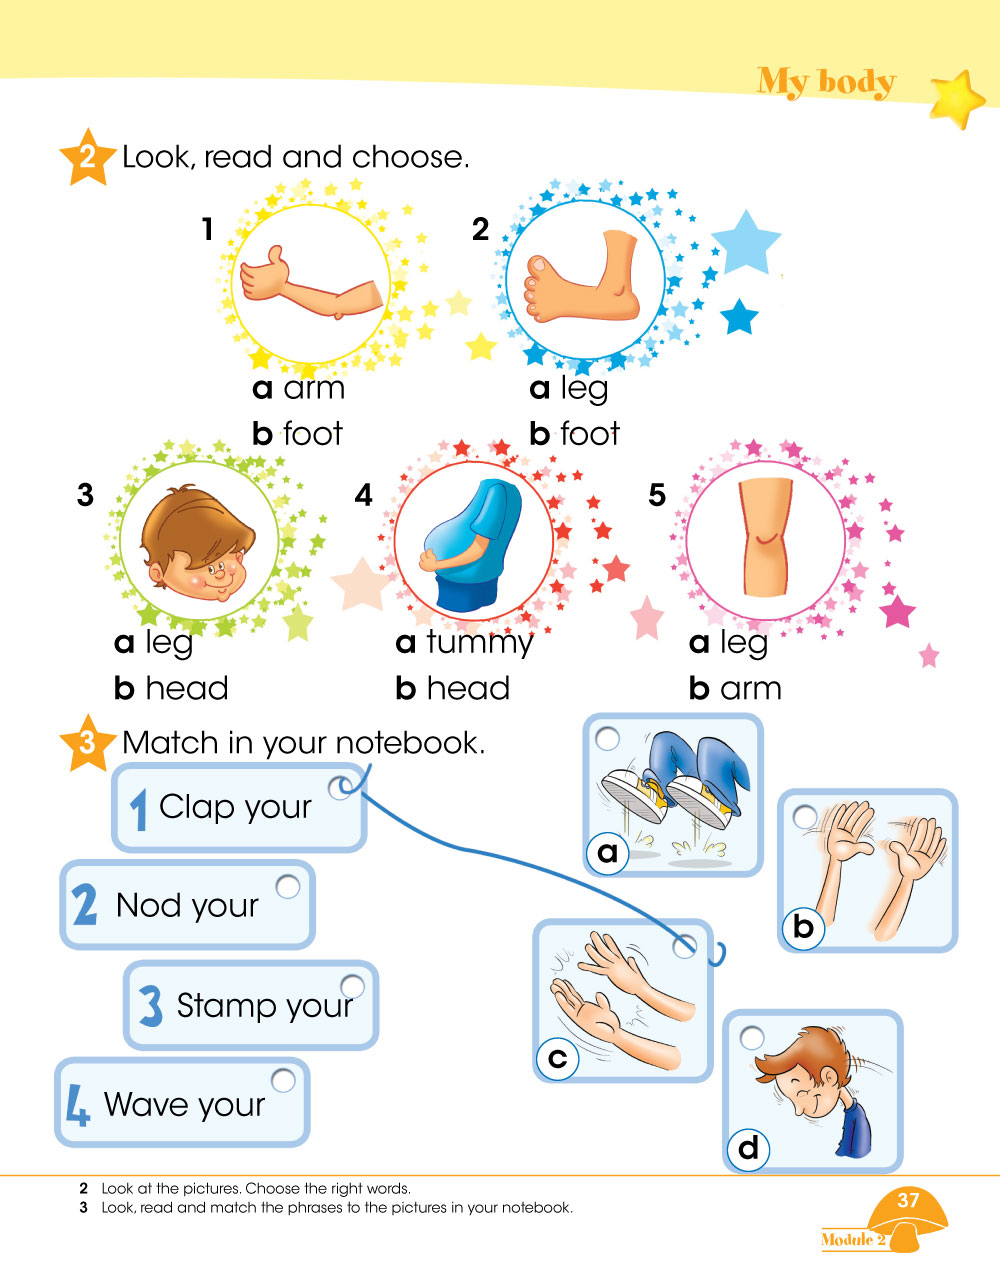 My body
2 Look, read and choose.
1
2
a arm
a leg
b foot
b foot
3
4
5
a leg
a tummy
a leg
b head
b head
b arm
3 Match in your notebook.
1 Clap your
2 Nod your
3 Stamp your
4 Wave your
a
b
c
d
2 Look at the pictures. Choose the right words.
3 Look, read and match the phrases to the pictures in your notebook.
37
Module 2